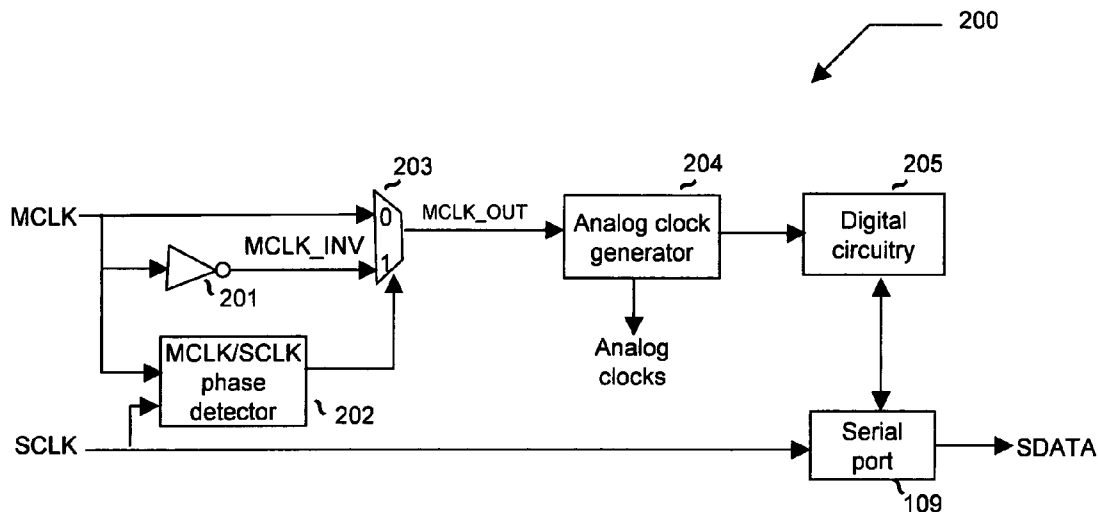 200
203
204
205
MCLK
0
MCLK_OUT
Analog clock
generator
Digital
circuitry
MCLK_INV
1
201
MCLK/SCLK
phase
detector
202
Analog
clocks
SCLK
Serial
port
SDATA
109